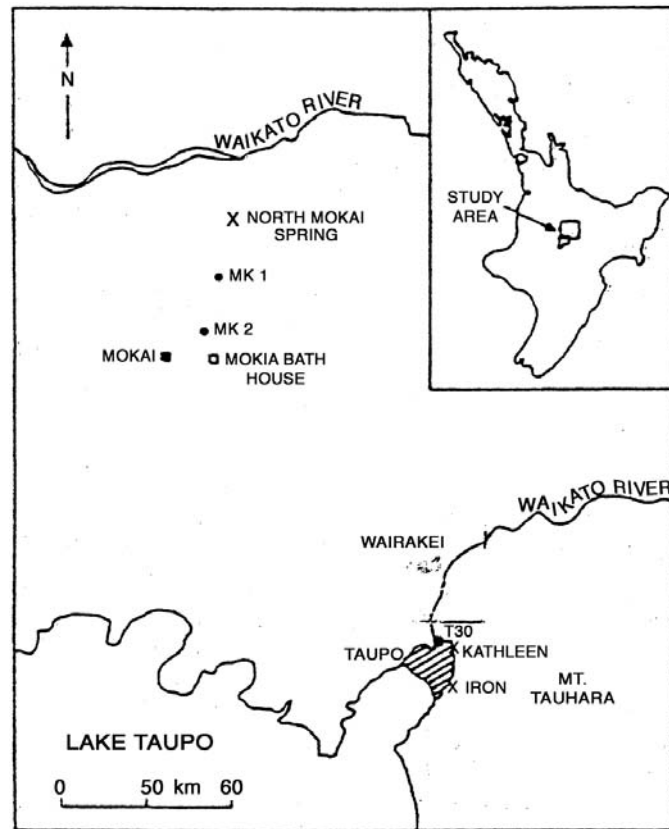 N
WAIKATO RIVER
X NORTH MOKAI
SPRING
MK 1
MK 2
MOKAI
MOKIA BATH
HOUSE
STUDY
AREA
WAIKATO RIVER
WAIRAKEI
T30
TAUPO
X KATHLEEN
X IRON
MT.
TAUHARA
LAKE TAUPO
0 50 km 60